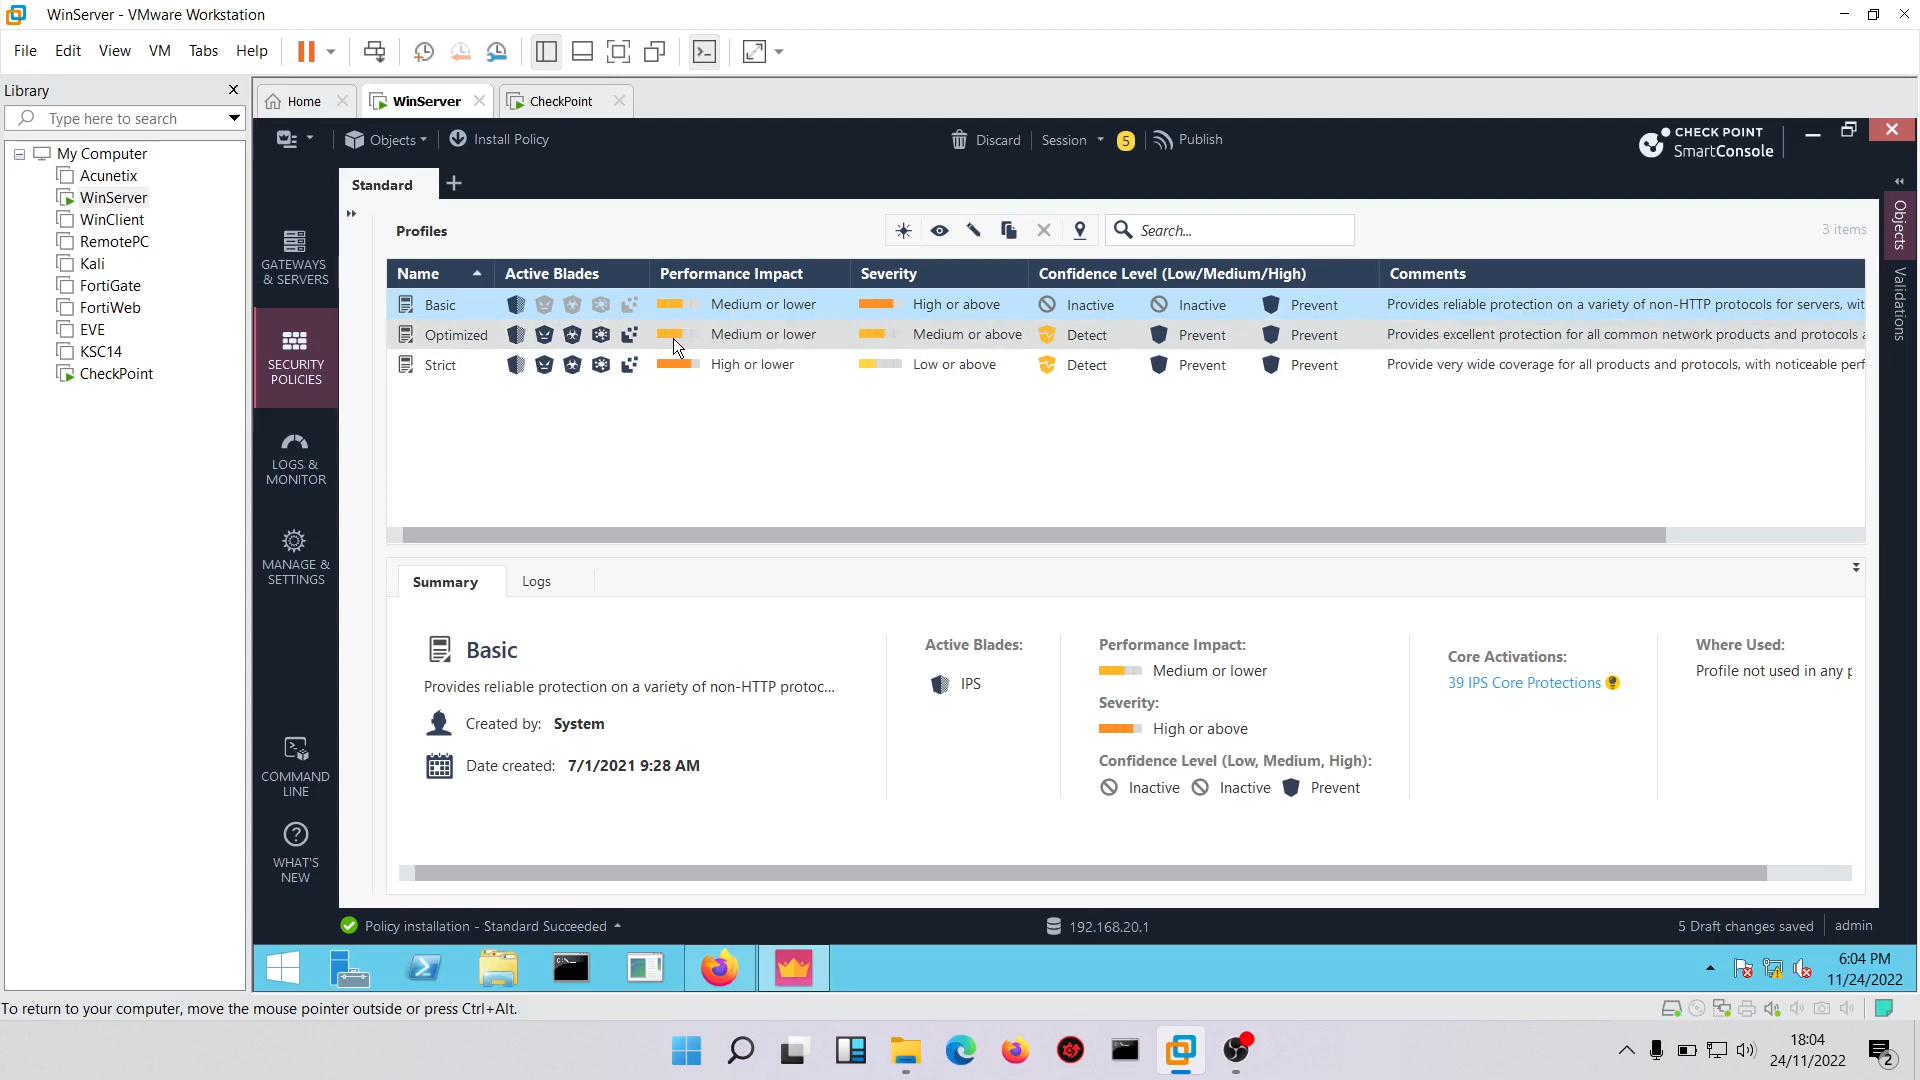 WinServer - VMware Workstation
File Edit View VM Tabs Help
Library
Type here to search
My Computer
Acunetix
WinServer
WinClient
RemotePC
Kali
FortiGate
FortiWeb
EVE
KSC14
CheckPoint
Home
WinServer
CheckPoint
Objects
Install Policy
Discard
Session
5
Publish
CHECK POINT
SmartConsole
Standard
GATEWAYS
& SERVERS
SECURITY
POLICIES
LOGS &
MONITOR
MANAGE &
SETTINGS
COMMAND
LINE
WHAT'S
NEW
Objects
Validations
Profiles
Search...
3 items
Name Active Blades Performance Impact Severity Confidence Level (Low/Medium/High) Comments
Basic Medium or lower High or above Inactive Inactive Prevent Provides reliable protection on a variety of non-HTTP protocols for servers, wit
Optimized Medium or lower Medium or above Detect Prevent Prevent Provides excellent protection for all common network products and protocols
Strict High or lower Low or above Detect Prevent Prevent Provide very wide coverage for all products and protocols, with noticeable perf
Summary
Logs
Basic
Provides reliable protection on a variety of non-HTTP protoc...
Created by: System
Date created: 7/1/2021 9:28 AM
Active Blades:
IPS
Performance Impact:
Medium or lower
Severity:
High or above
Confidence Level (Low, Medium, High):
Inactive Inactive Prevent
Core Activations:
39 IPS Core Protections
Where Used:
Profile not used in any
Policy installation - Standard Succeeded
192.168.20.1
5 Draft changes saved
admin
6:04 PM
11/24/2022
To return to your computer, move the mouse pointer outside or press Ctrl+Alt.
18:04
24/11/2022
2